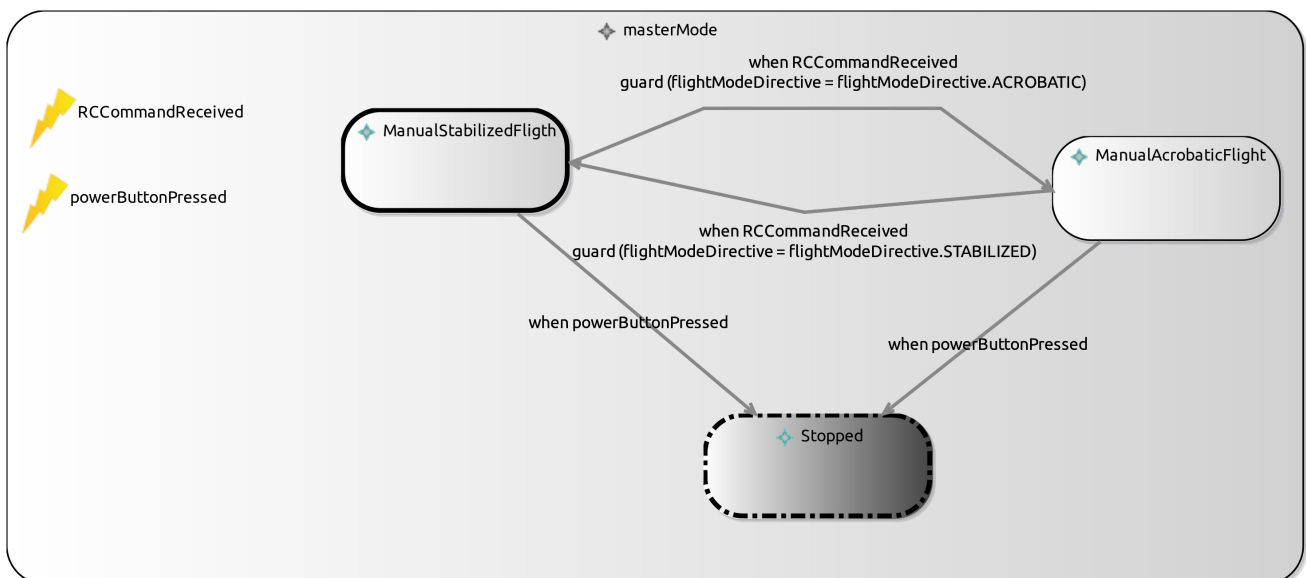 masterMode
when RCCommandReceived
guard (flightModeDirective = flightModeDirective.ACROBATIC)
RCCommandReceived
ManualStabilizedFligth
ManualAcrobaticFlight
powerButtonPressed
when RCCommandReceived
guard (flightModeDirective = flightModeDirective.STABILIZED)
when powerButtonPressed
when powerButtonPressed
Stopped